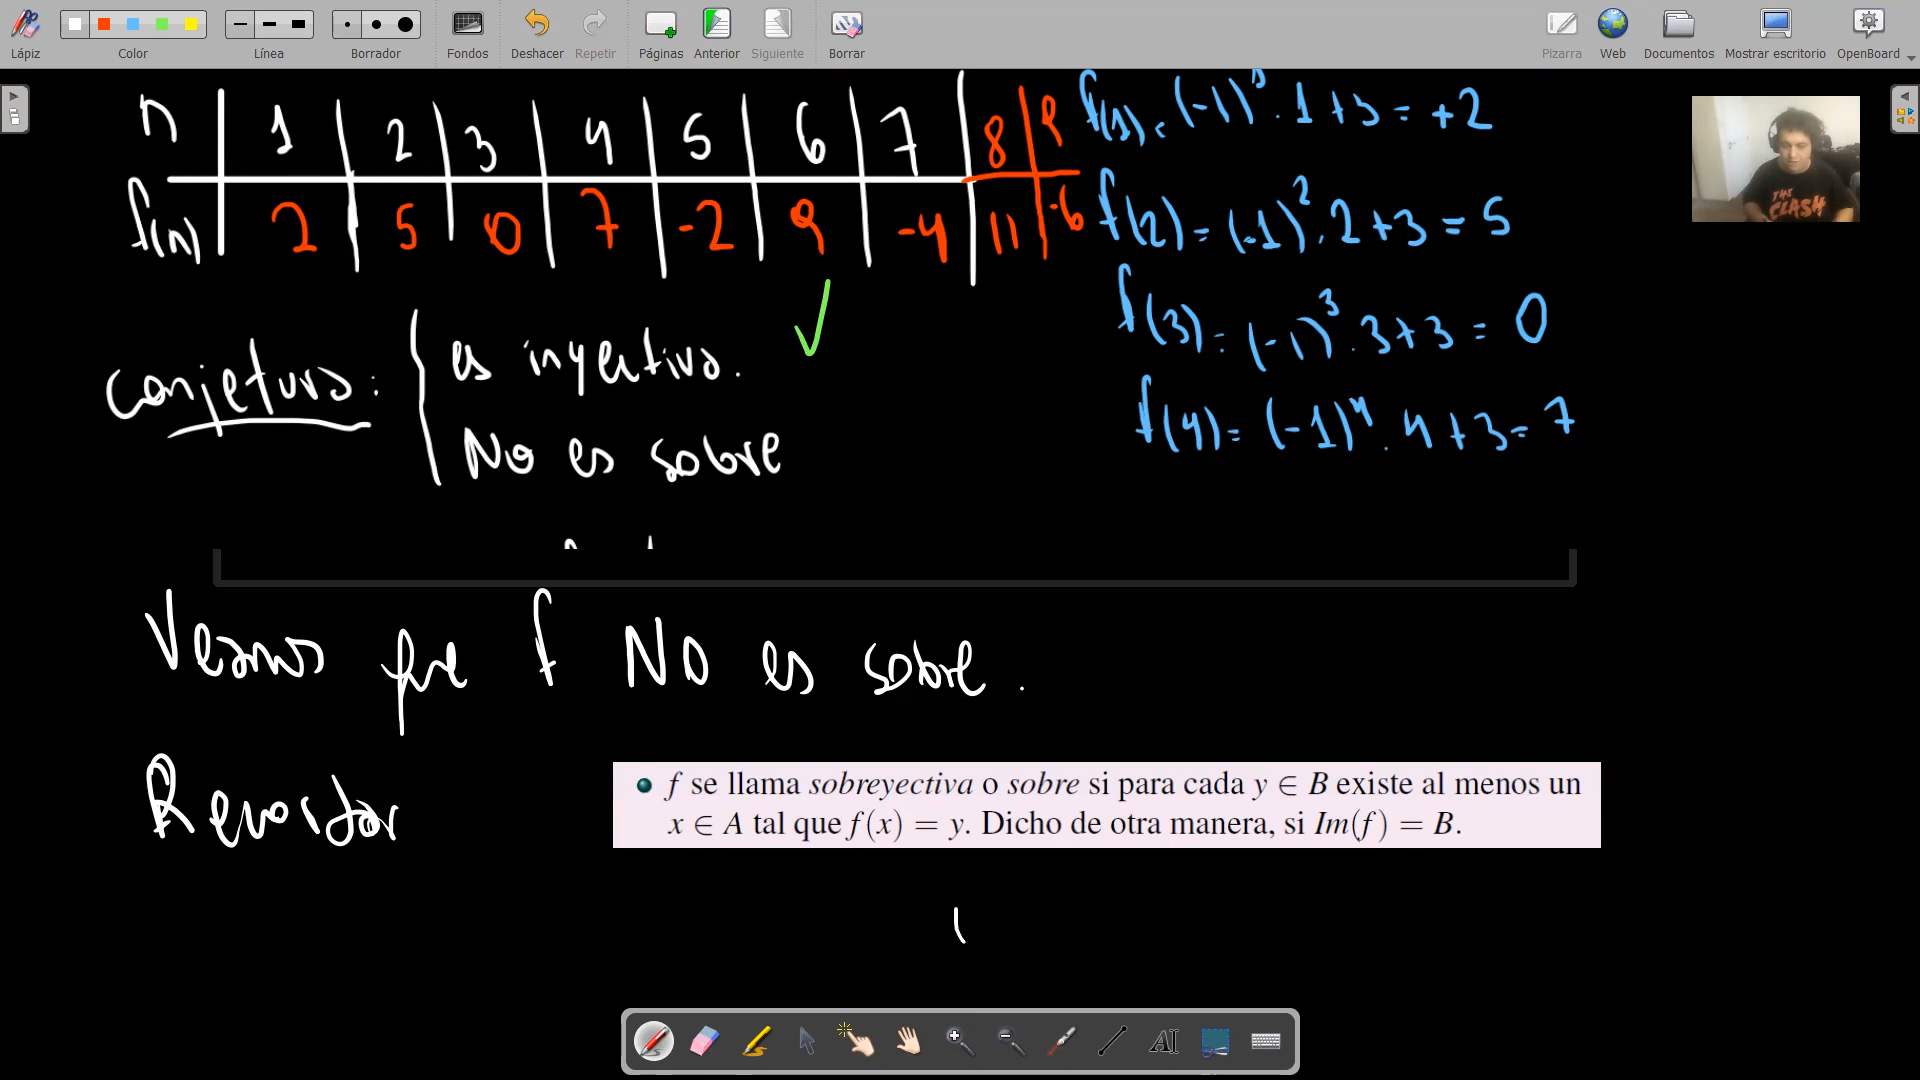 Lápiz Color Línea Borrador Fondos Deshacer Repetir Páginas Anterior Siguiente Borrar Pizarra Web Documentos Mostrar escritorio OpenBoard
n 1 2 3 4 5 6 7 8 9
f(n) 2 5 0 7 -2 9 -4 11 -6
f(1) = (-1)^1 . 1 + 3 = +2
f(2) = (-1)^2 . 2 + 3 = 5
f(3) = (-1)^3 . 3 + 3 = 0
f(4) = (-1)^4 . 4 + 3 = 7
THE CLASH
Conjetura: es inyectiva. ✓
No es sobre
Veamos que f NO es sobre.
Recordar
• f se llama sobreyectiva o sobre si para cada y ∈ B existe al menos un
x ∈ A tal que f(x) = y. Dicho de otra manera, si Im(f) = B.